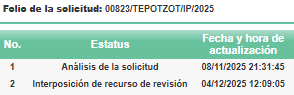 Folio de la solicitud: 00823/TEPOTZOT/IP/2025
No. Estatus Fecha y hora de actualización
1 Análisis de la solicitud 08/11/2025 21:31:45
2 Interposición de recurso de revisión 04/12/2025 12:09:05